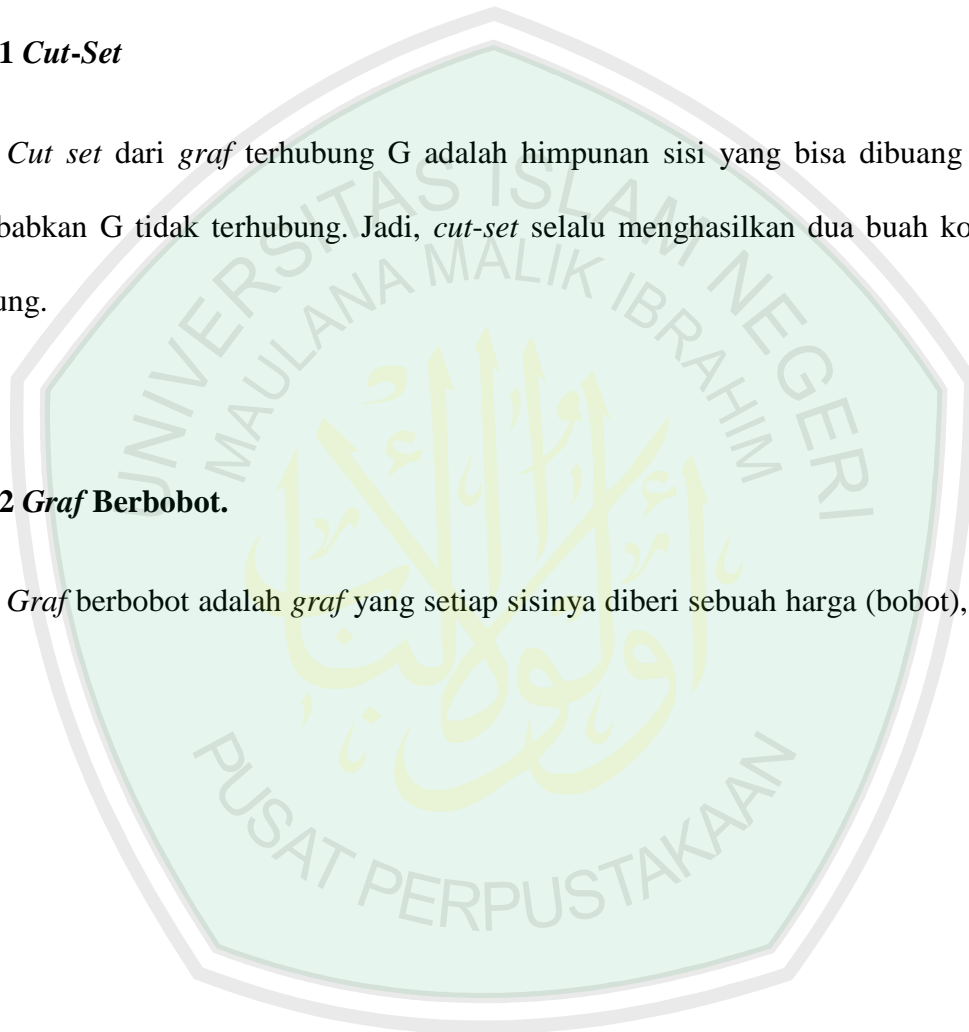 1 Cut-Set
Cut set dari graf terhubung G adalah himpunan sisi yang bisa dibuang
babkan G tidak terhubung. Jadi, cut-set selalu menghasilkan dua buah ko
ung.
2 Graf Berbobot.
Graf berbobot adalah graf yang setiap sisinya diberi sebuah harga (bobot),
UNIVERSITAS ISLAM NEGERI
MAULANA MALIK IBRAHIM
PUSAT PERPUSTAKAAN